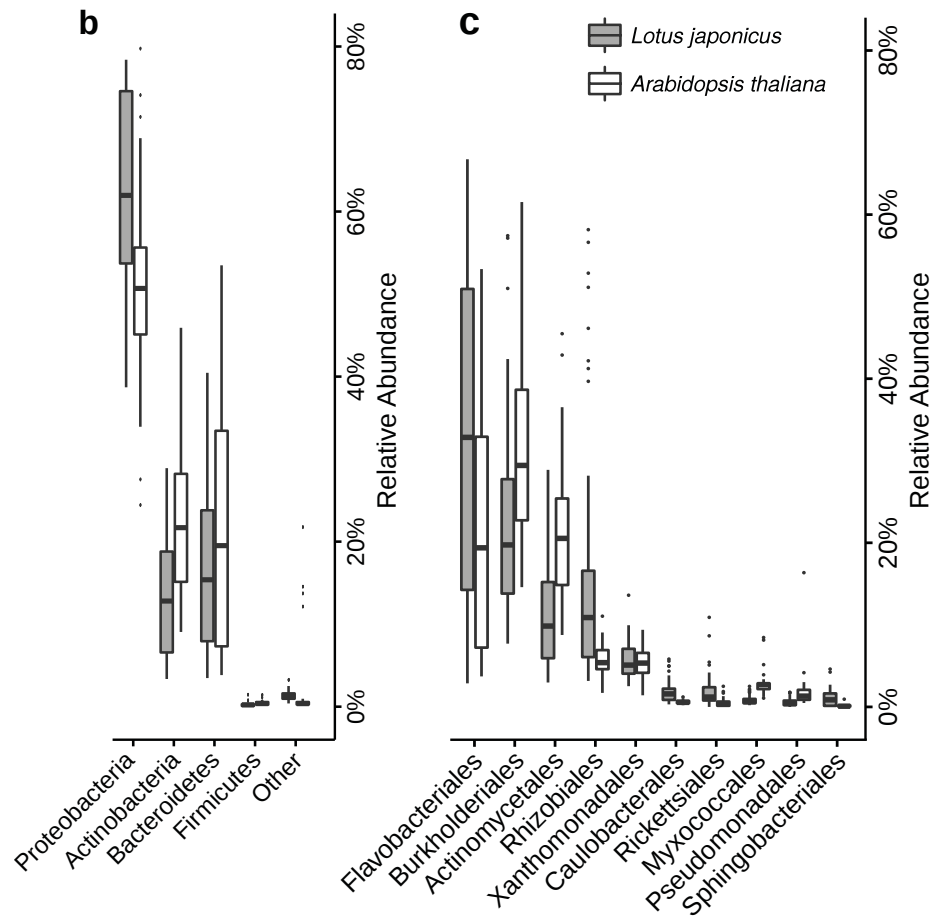 b
80%
60%
40%
20%
0%
Relative Abundance
Proteobacteria
Actinobacteria
Bacteroidetes
Firmicutes
Other
c
Lotus japonicus
Arabidopsis thaliana
80%
60%
40%
20%
0%
Relative Abundance
Flavobacteriales
Burkholderiales
Actinomycetales
Rhizobiales
Xanthomonadales
Caulobacterales
Rickettsiales
Myxococcales
Pseudomonadales
Sphingobacteriales